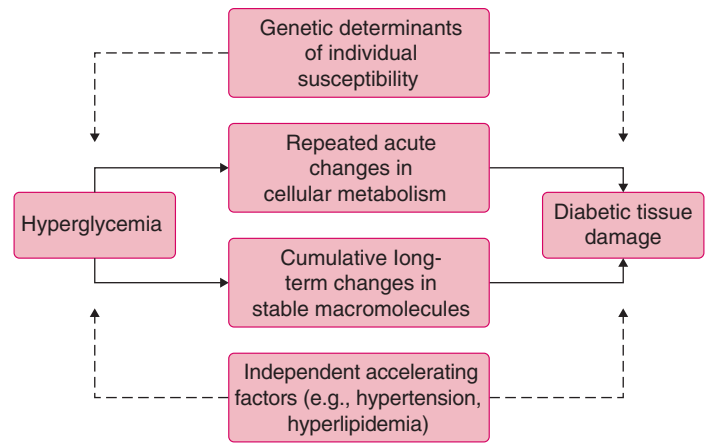 Genetic determinants
of individual
susceptibility
Repeated acute
changes in
cellular metabolism
Hyperglycemia
Diabetic tissue
damage
Cumulative long-
term changes in
stable macromolecules
Independent accelerating
factors (e.g., hypertension,
hyperlipidemia)